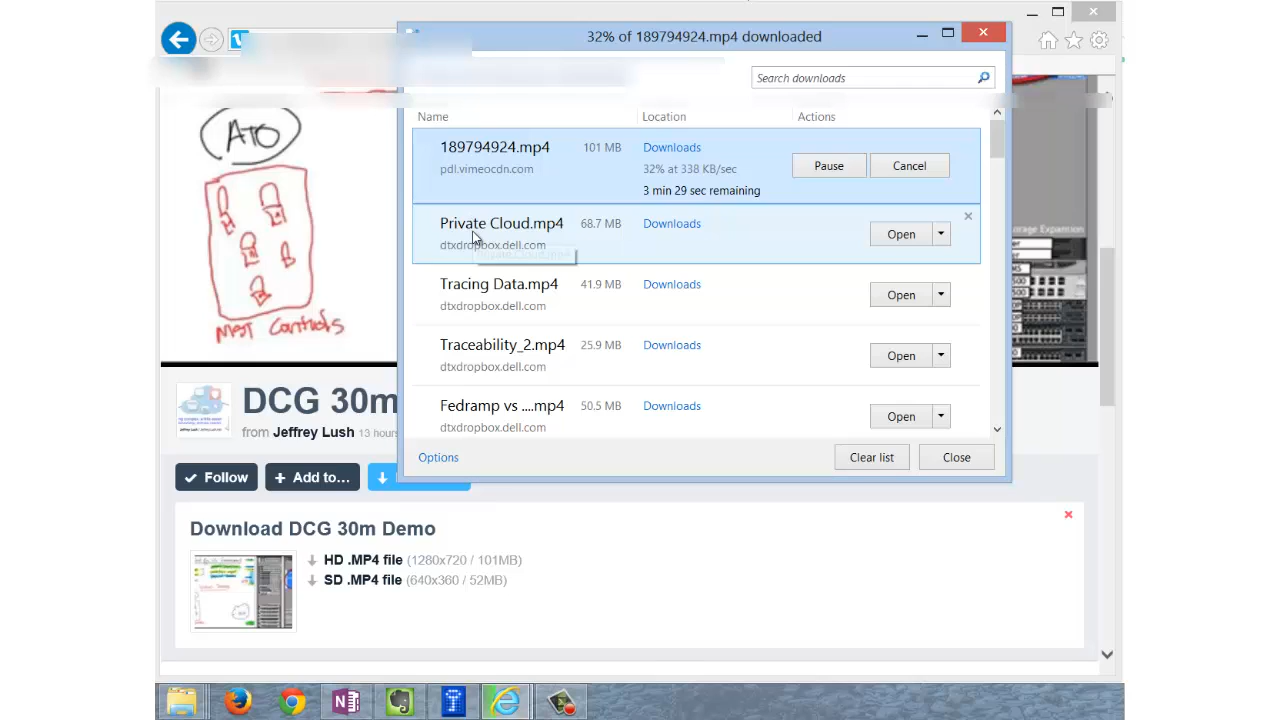 32% of 189794924.mp4 downloaded
Search downloads
Name Location Actions
189794924.mp4 101 MB Downloads
pdl.vimeocdn.com 32% at 338 KB/sec
3 min 29 sec remaining
Pause Cancel
Private Cloud.mp4 68.7 MB Downloads
dtxdropbox.dell.com
Open
Tracing Data.mp4 41.9 MB Downloads
dtxdropbox.dell.com
Open
Traceability_2.mp4 25.9 MB Downloads
dtxdropbox.dell.com
Open
Fedramp vs ....mp4 50.5 MB Downloads
dtxdropbox.dell.com
Open
Options Clear list Close
ATO
Most Controls
orage Expansion
DCG 30m
from Jeffrey Lush 13 hours
Follow + Add to...
Download DCG 30m Demo
HD .MP4 file (1280x720 / 101MB)
SD .MP4 file (640x360 / 52MB)